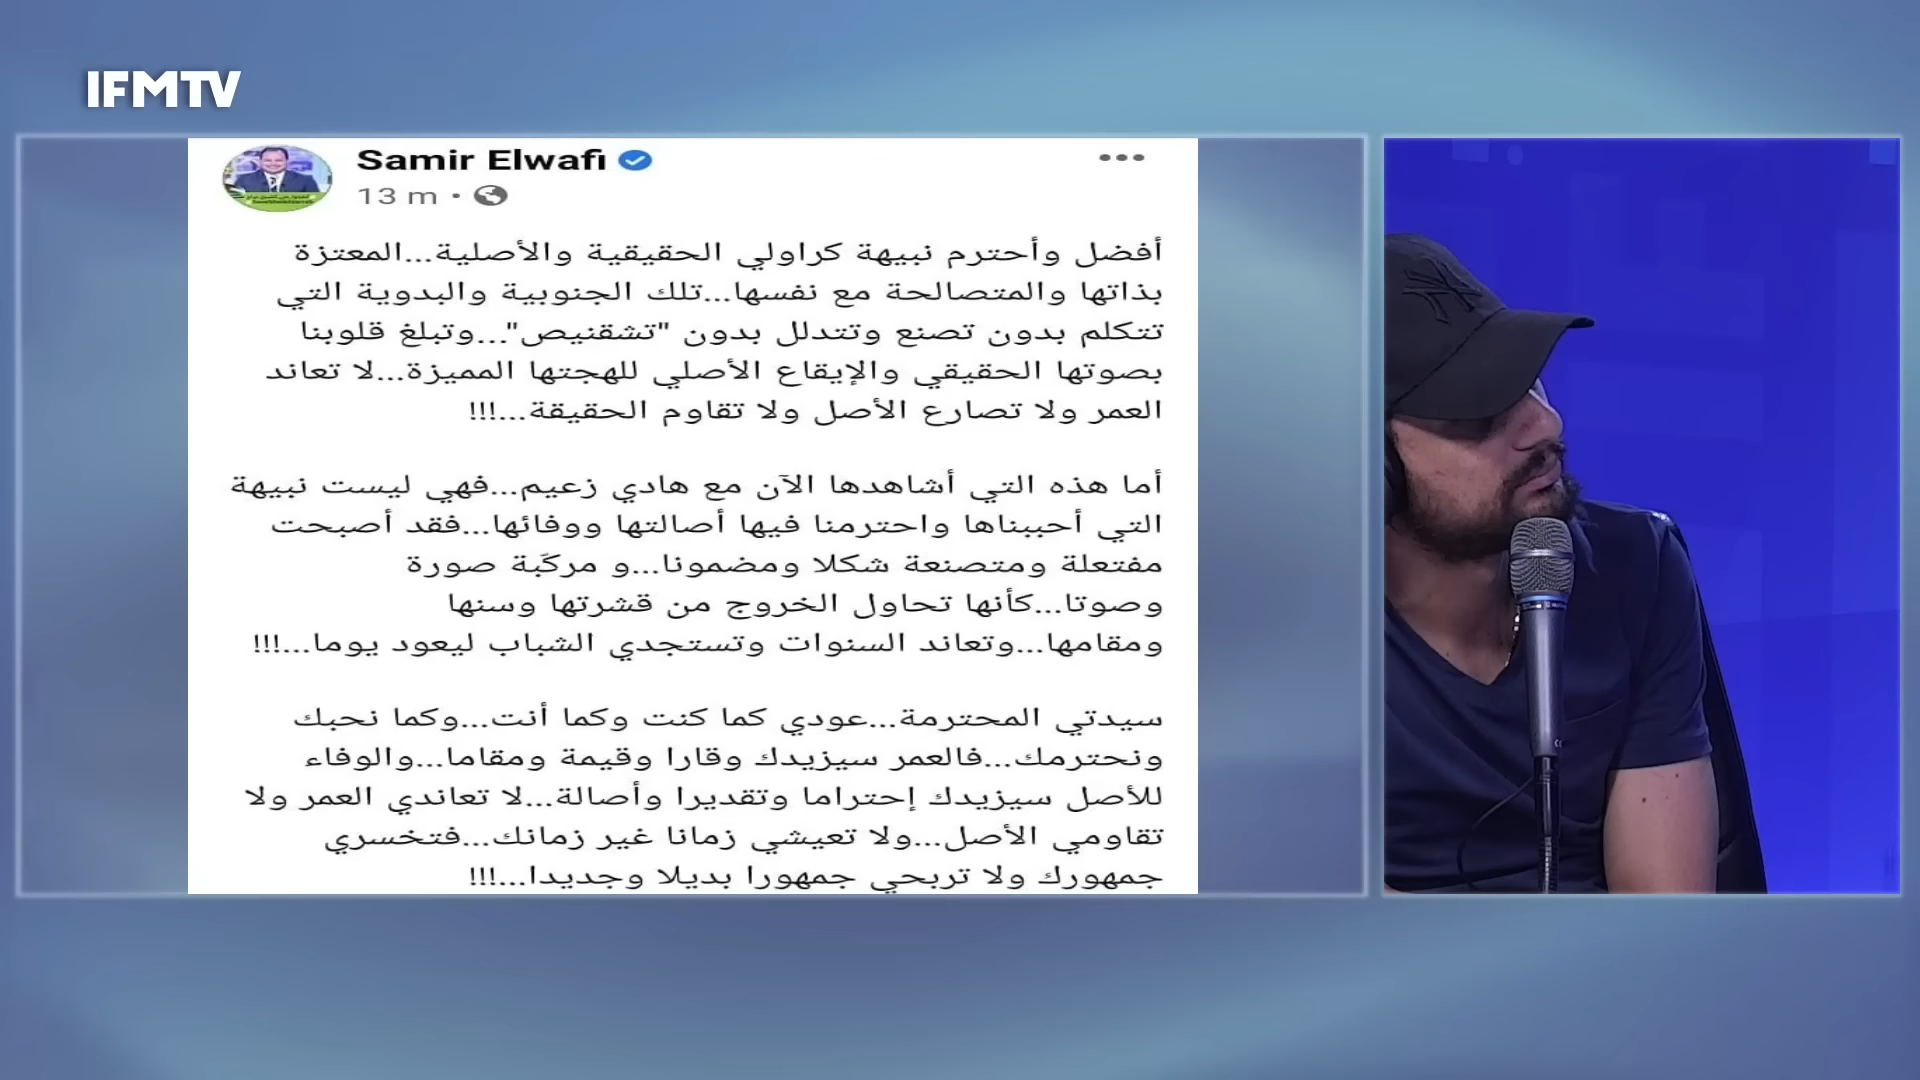 IFMTV
Samir Elwafi
13 m
أفضل وأحترم نبيهة كراولي الحقيقية والأصلية...المعتزة
بذاتها والمتصالحة مع نفسها...تلك الجنوبية والبدوية التي
تتكلم بدون تصنع وتتدلل بدون "تشقنيص"...وتبلغ قلوبنا
بصوتها الحقيقي والإيقاع الأصلي للهجتها المميزة...لا تعاند
العمر ولا تصارع الأصل ولا تقاوم الحقيقة...!!!
أما هذه التي أشاهدها الآن مع هادي زعيم...فهي ليست نبيهة
التي أحببناها واحترمنا فيها أصالتها ووفائها...فقد أصبحت
مفتعلة ومتصنعة شكلا ومضمونا...و مركَبة صورة
وصوتا...كأنها تحاول الخروج من قشرتها وسنها
ومقامها...وتعاند السنوات وتستجدي الشباب ليعود يوما...!!!
سيدتي المحترمة...عودي كما كنت وكما أنت...وكما نحبك
ونحترمك...فالعمر سيزيدك وقارا وقيمة ومقاما...والوفاء
للأصل سيزيدك إحتراما وتقديرا وأصالة...لا تعاندي العمر ولا
تقاومي الأصل...ولا تعيشي زمانا غير زمانك...فتخسري
جمهورك ولا تربحي جمهورا بديلا وجديدا...!!!